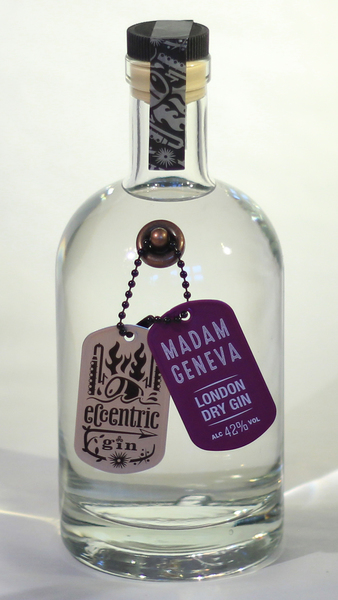 eccentric
gin
MADAM
GENEVA
LONDON
DRY GIN
ALC 42% VOL